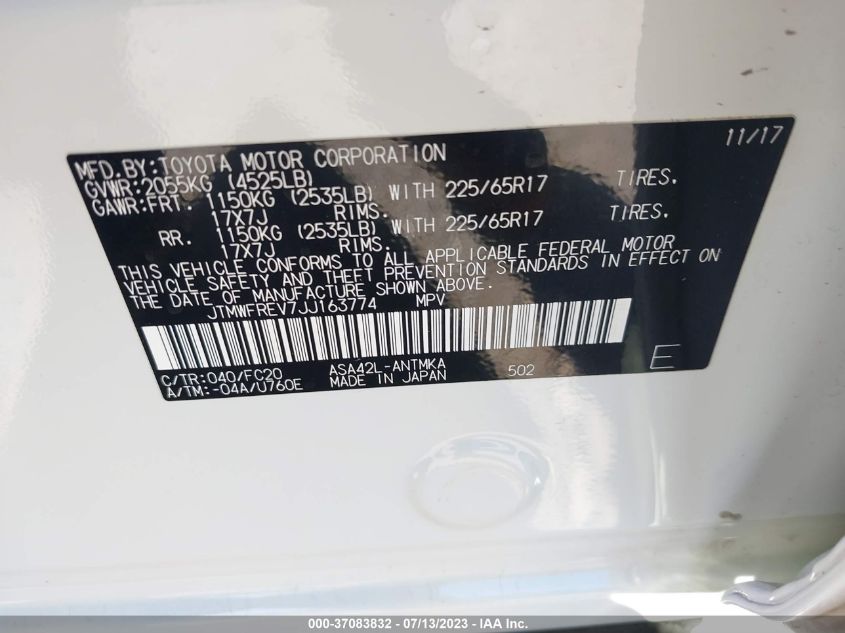 11/17
MFD.BY:TOYOTA MOTOR CORPORATION
GVWR:2055KG (4525LB)
GAWR:FRT. 1150KG (2535LB) WITH 225/65R17 TIRES.
17X7J RIMS.
RR. 1150KG (2535LB) WITH 225/65R17 TIRES.
17X7J RIMS.
THIS VEHICLE CONFORMS TO ALL APPLICABLE FEDERAL MOTOR
VEHICLE SAFETY AND THEFT PREVENTION STANDARDS IN EFFECT ON
THE DATE OF MANUFACTURE SHOWN ABOVE.
JTMWFREV7JJ163774 MPV
C/TR:040/FC20 ASA42L-ANTMKA 502 E
A/TM:-04A/U760E MADE IN JAPAN
000-37083832 - 07/13/2023 - IAA Inc.